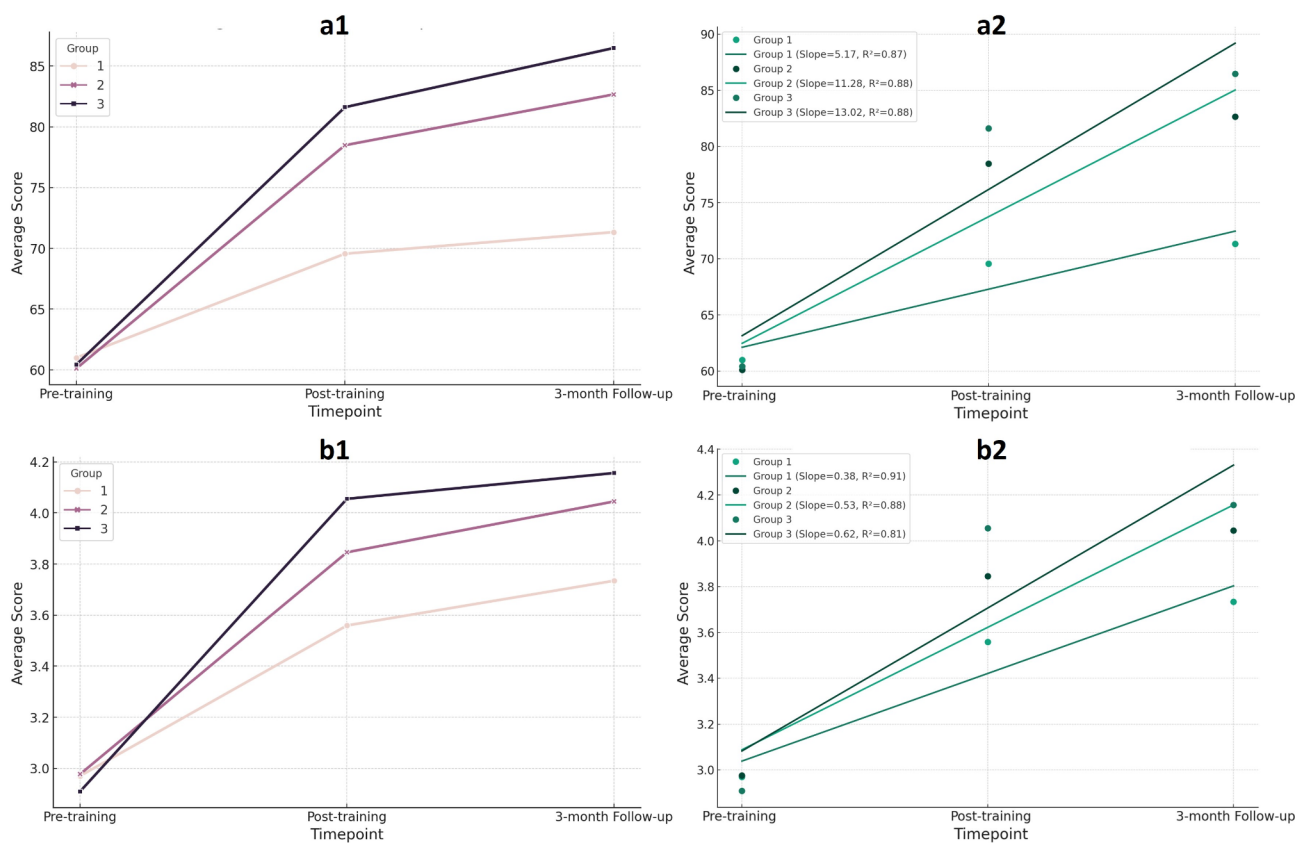 a1
Group
1
2
3
85
80
75
70
65
60
Average Score
Pre-training
Post-training
3-month Follow-up
Timepoint
a2
Group 1
Group 1 (Slope=5.17, R²=0.87)
Group 2
Group 2 (Slope=11.28, R²=0.88)
Group 3
Group 3 (Slope=13.02, R²=0.88)
90
85
80
75
70
65
60
Average Score
Pre-training
Post-training
3-month Follow-up
Timepoint
b1
Group
1
2
3
4.2
4.0
3.8
3.6
3.4
3.2
3.0
Average Score
Pre-training
Post-training
3-month Follow-up
Timepoint
b2
Group 1
Group 1 (Slope=0.38, R²=0.91)
Group 2
Group 2 (Slope=0.53, R²=0.88)
Group 3
Group 3 (Slope=0.62, R²=0.81)
4.4
4.2
4.0
3.8
3.6
3.4
3.2
3.0
Average Score
Pre-training
Post-training
3-month Follow-up
Timepoint